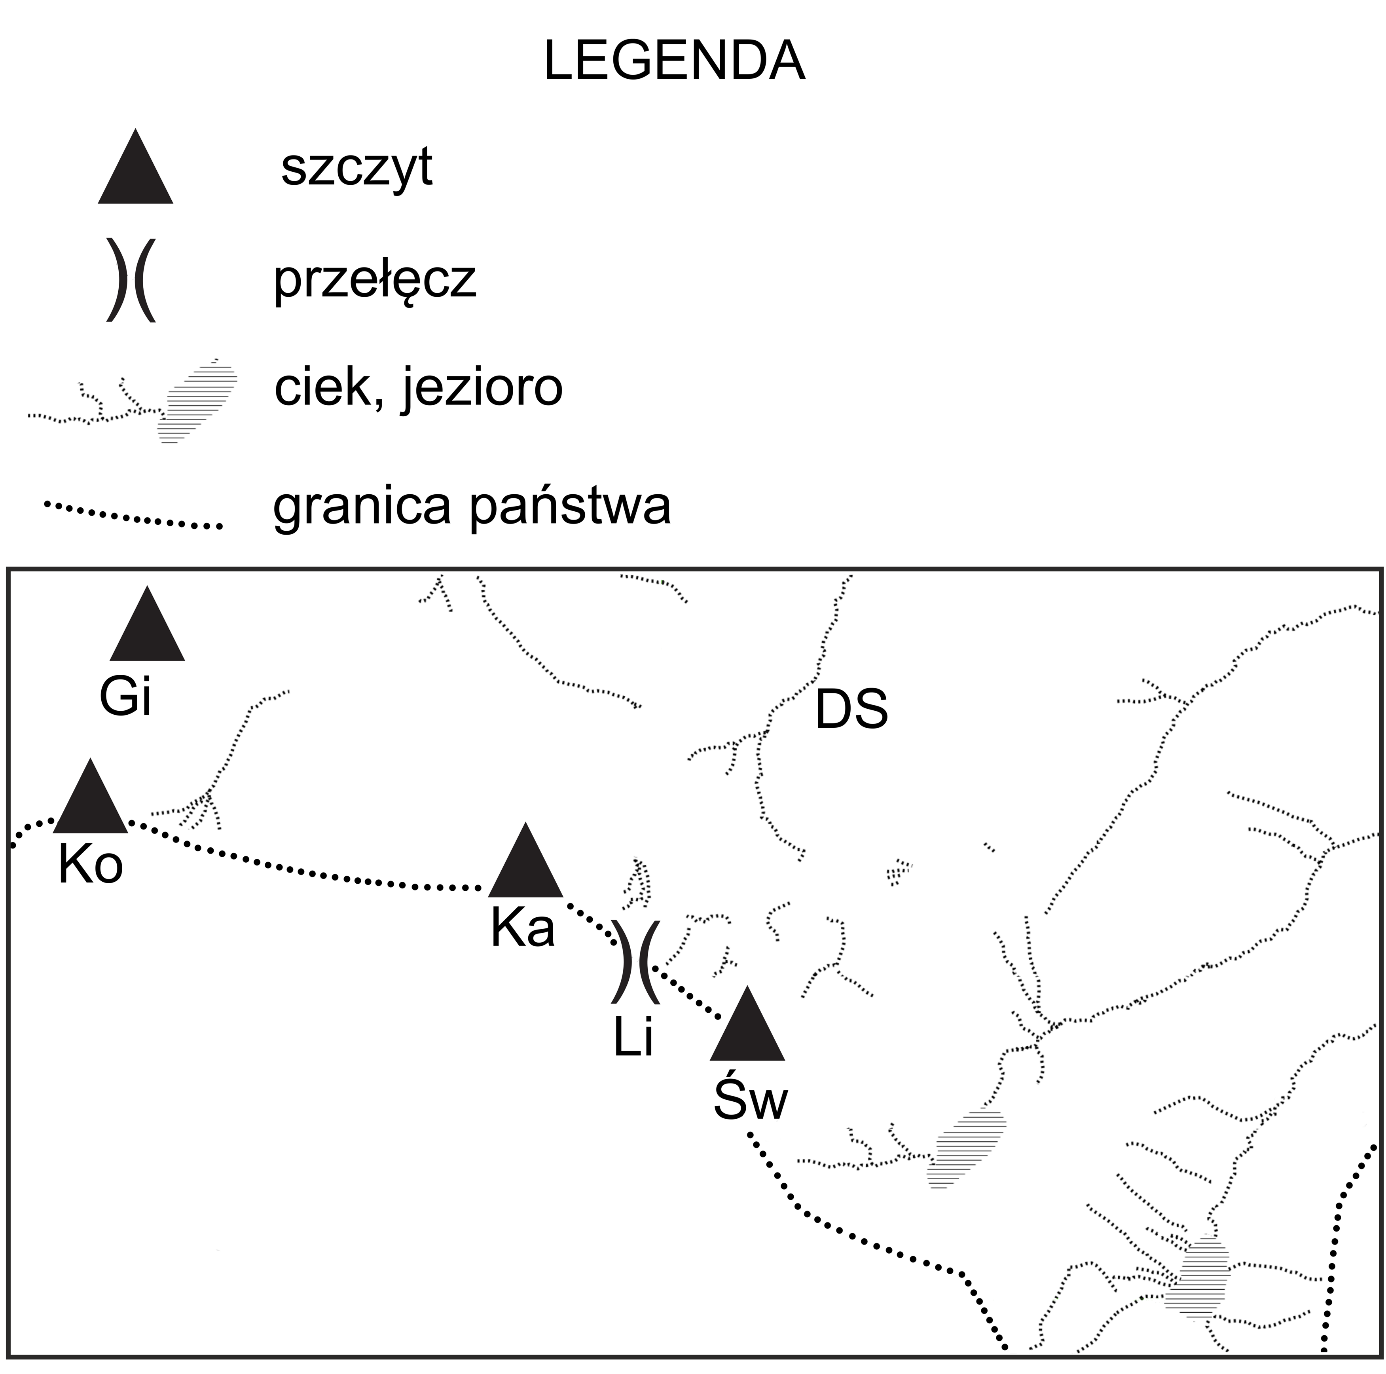 LEGENDA
szczyt
przełęcz
ciek, jezioro
granica państwa
Gi
DS
Ko
Ka
Li
Św